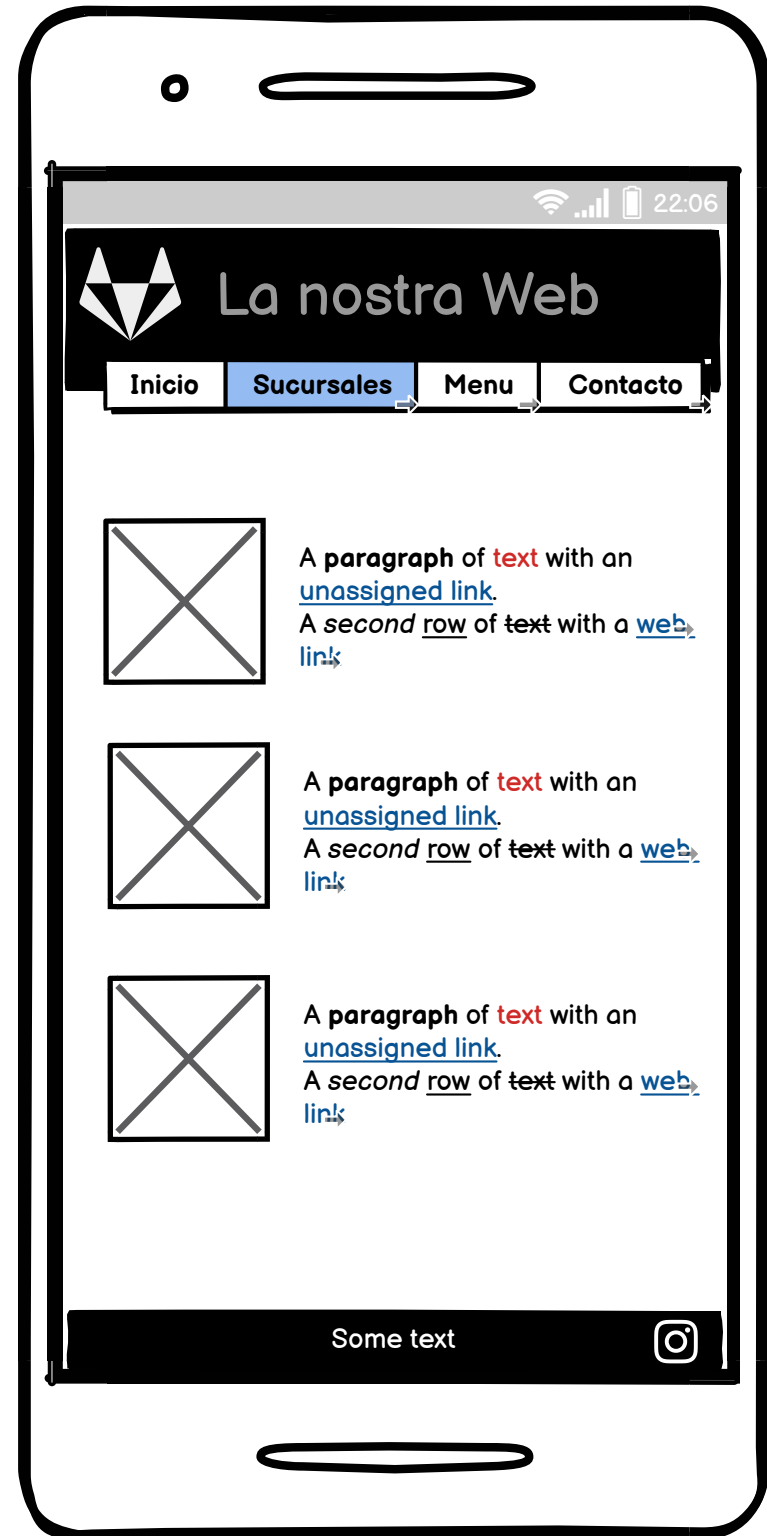 22:06
La nostra Web
Inicio Sucursales Menu Contacto
A paragraph of text with an
unassigned link.
A second row of text with a web
link
A paragraph of text with an
unassigned link.
A second row of text with a web
link
A paragraph of text with an
unassigned link.
A second row of text with a web
link
Some text